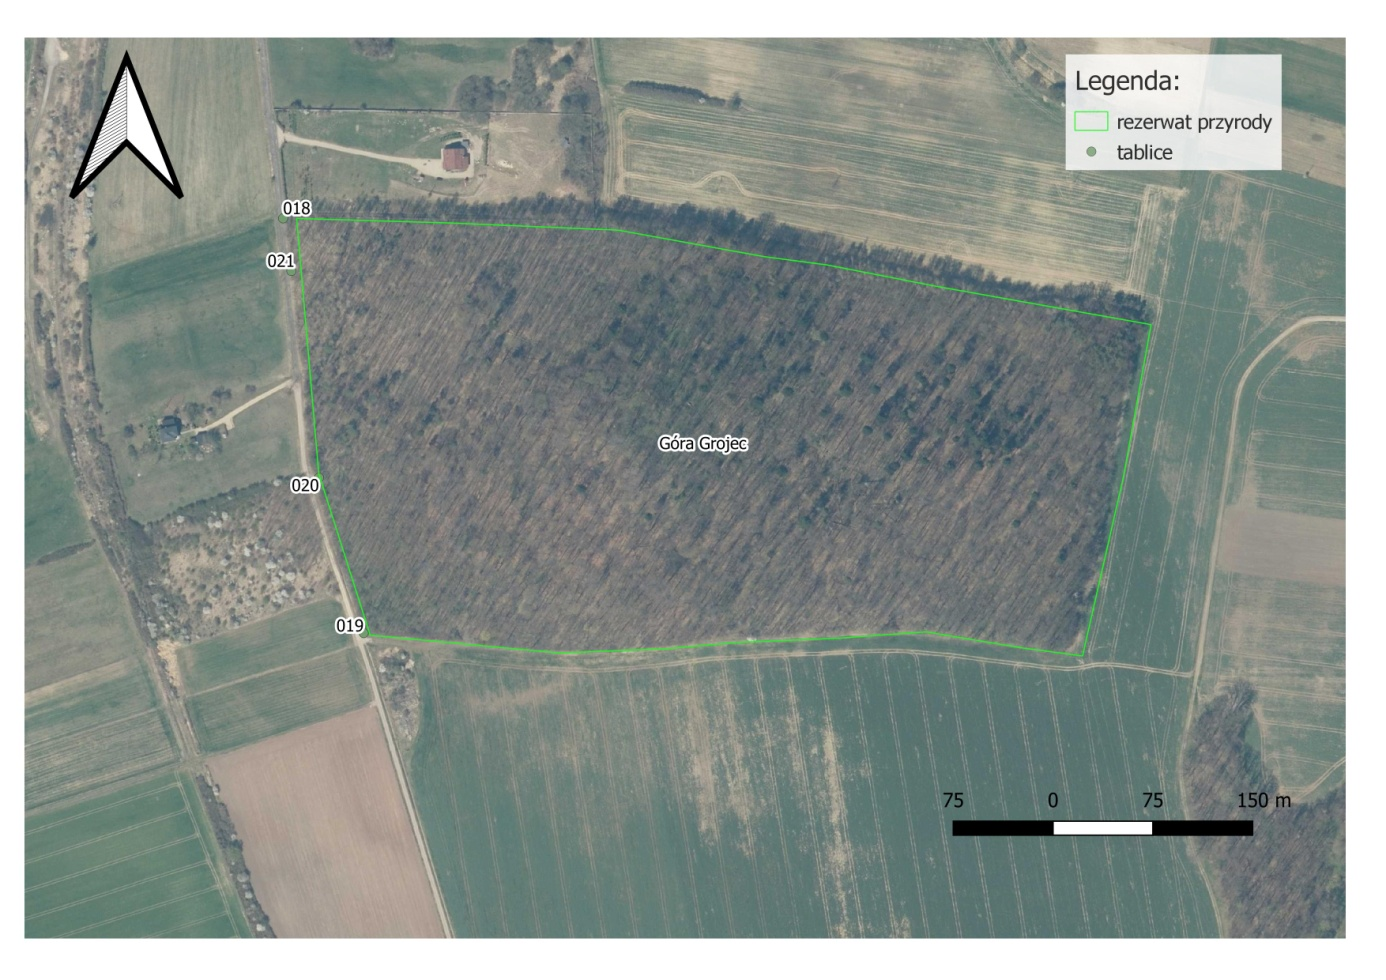 Legenda:
rezerwat przyrody
tablice
018
021
Góra Grojec
020
019
75 0 75 150 m